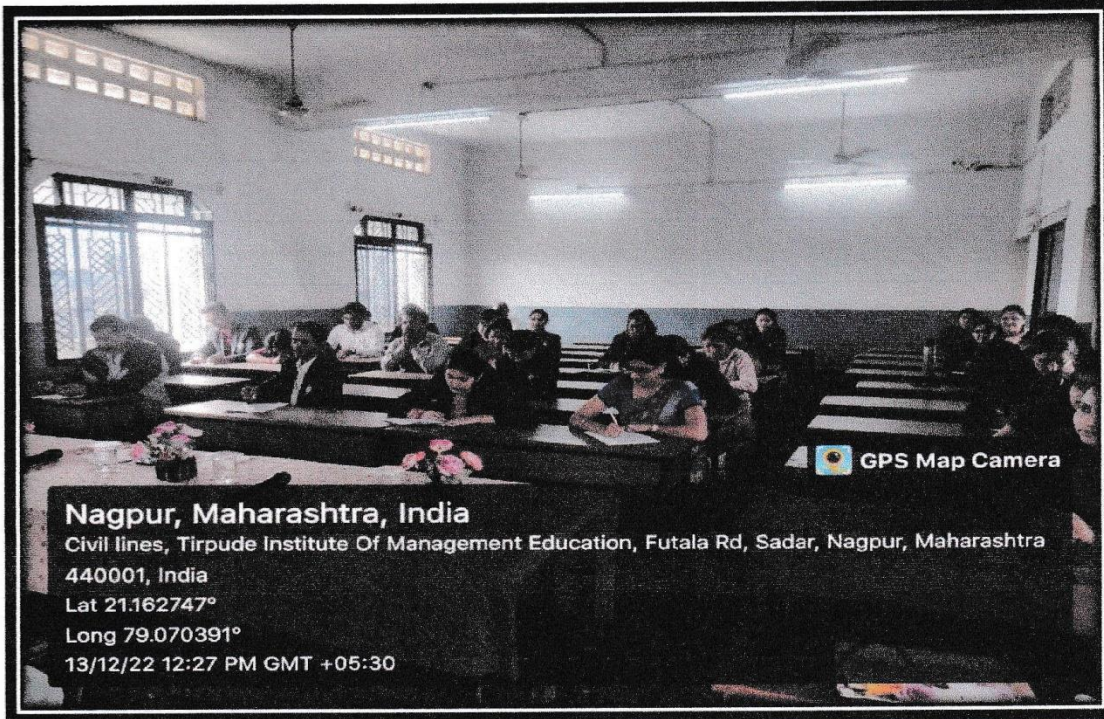 GPS Map Camera
Nagpur, Maharashtra, India
Civil lines, Tirpude Institute Of Management Education, Futala Rd, Sadar, Nagpur, Maharashtra
440001, India
Lat 21.162747°
Long 79.070391°
13/12/22 12:27 PM GMT +05:30